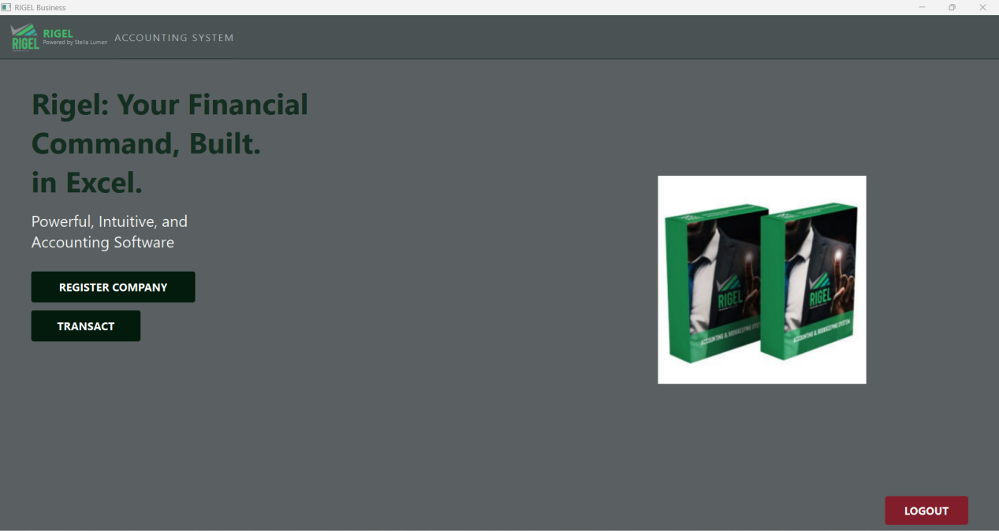 RIGEL Business
RIGEL
RIGEL
Powered by Stella Lumen
ACCOUNTING SYSTEM
Rigel: Your Financial
Command, Built.
in Excel.
Powerful, Intuitive, and
Accounting Software
REGISTER COMPANY
TRANSACT
RIGEL
ACCOUNTING & BOOKKEEPING SYST
RIGEL
ACCOUNTING & BOOKKEEPING SYSTEM
LOGOUT